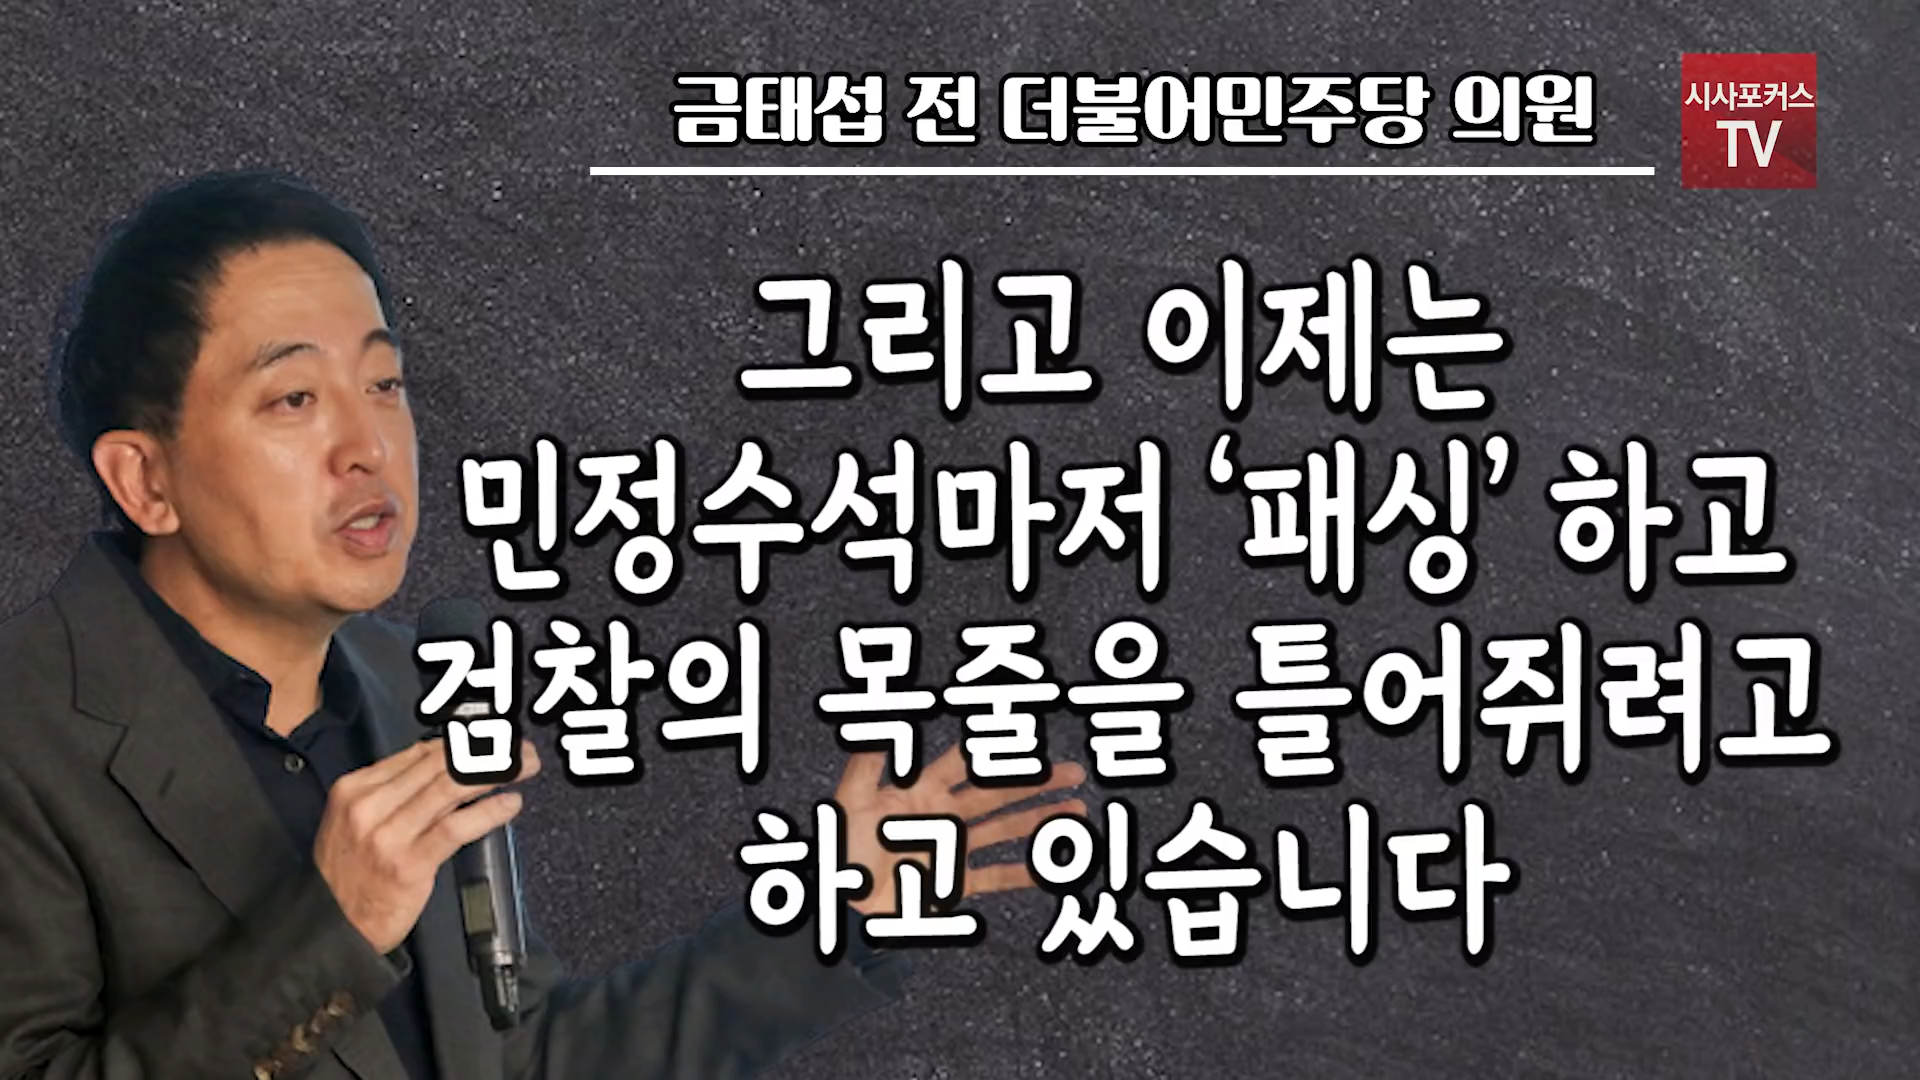 금태섭 전 더불어민주당 의원
시사포커스
TV
그리고 이제는
민정수석마저 ‘패싱’ 하고
검찰의 목줄을 틀어쥐려고
하고 있습니다